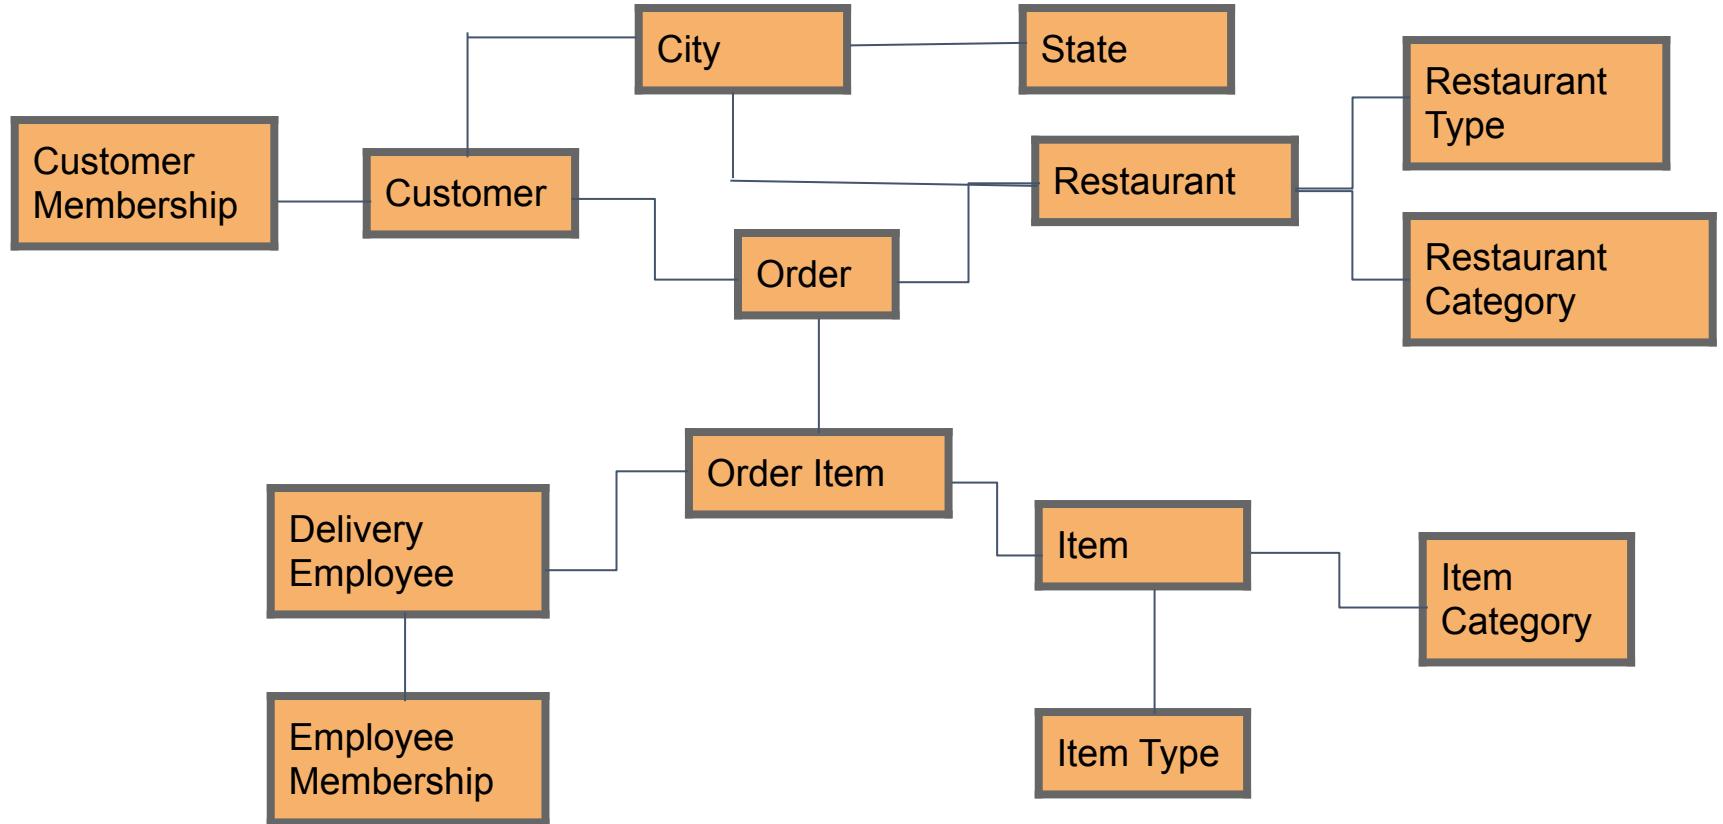 City
State
Restaurant
Type
Customer
Membership
Customer
Restaurant
Restaurant
Category
Order
Order Item
Delivery
Employee
Item
Item
Category
Employee
Membership
Item Type